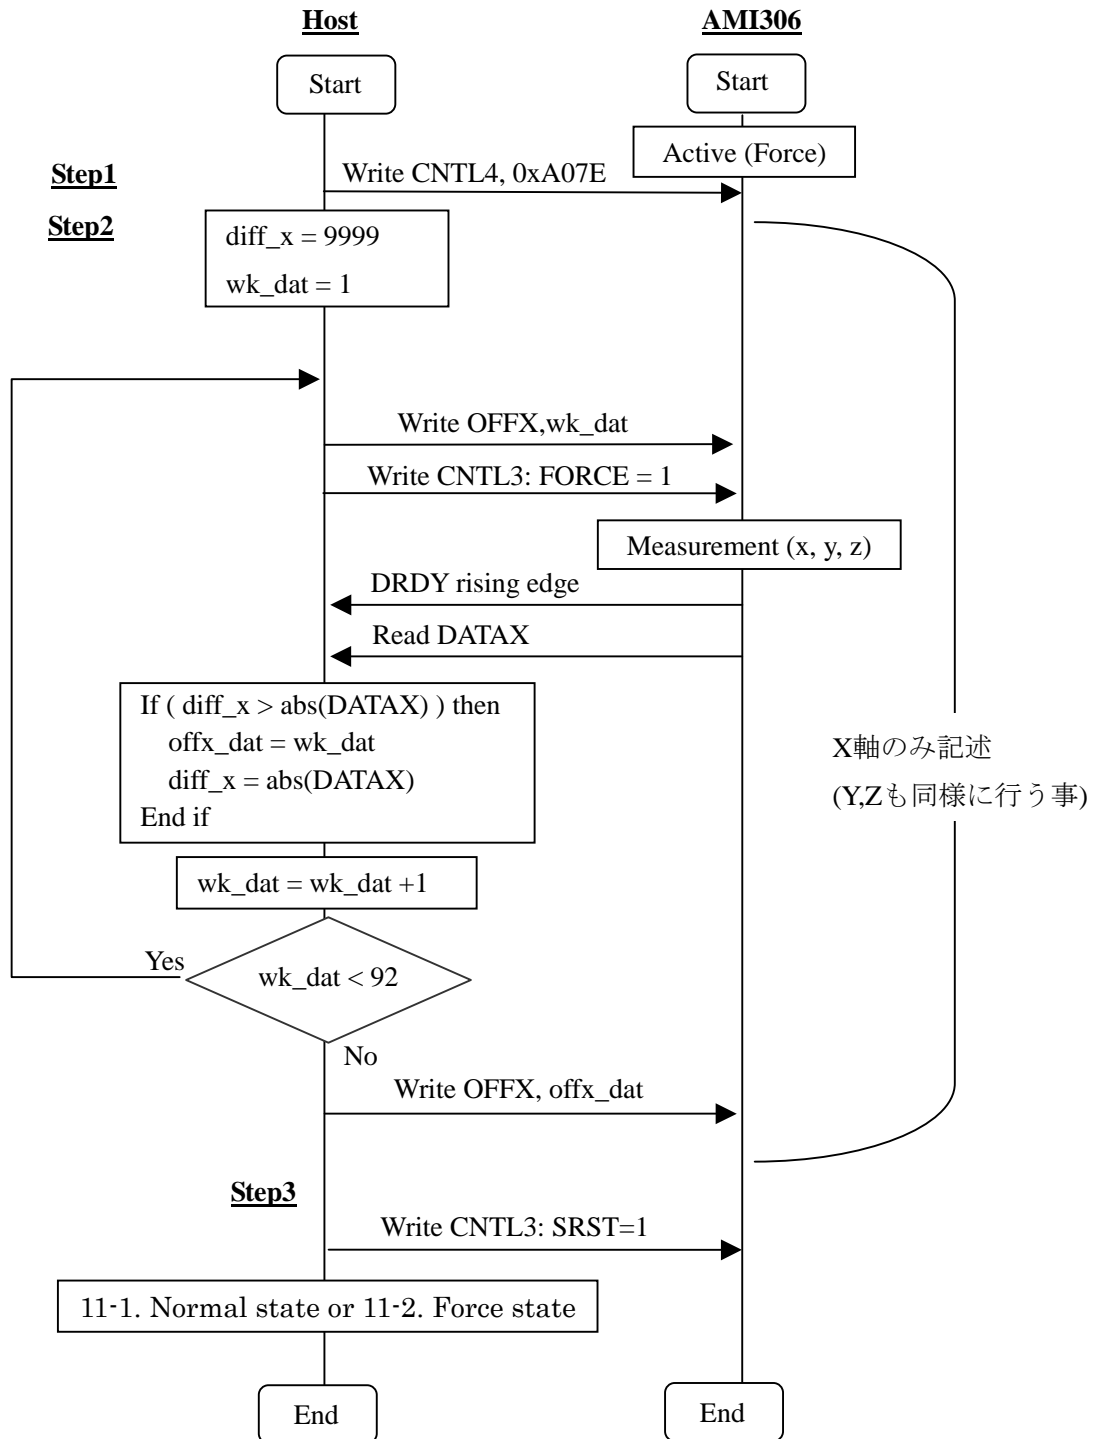 Host
AMI306
Start
Start
Active (Force)
Step1
Write CNTL4, 0xA07E
Step2
diff_x = 9999
wk_dat = 1
Write OFFX,wk_dat
Write CNTL3: FORCE = 1
Measurement (x, y, z)
DRDY rising edge
Read DATAX
If ( diff_x > abs(DATAX) ) then
offx_dat = wk_dat
diff_x = abs(DATAX)
End if
X軸のみ記述
(Y,Zも同様に行う事)
wk_dat = wk_dat +1
Yes
wk_dat < 92
No
Write OFFX, offx_dat
Step3
Write CNTL3: SRST=1
11-1. Normal state or 11-2. Force state
End
End